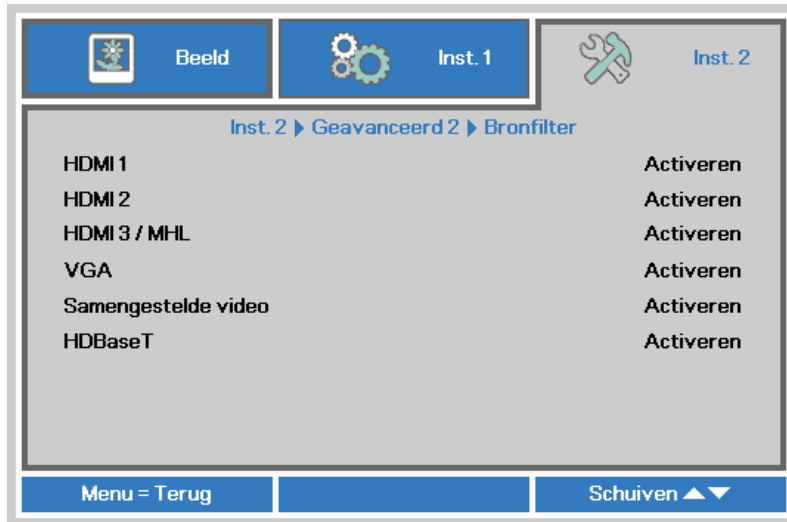 Beeld Inst. 1 Inst. 2
Inst. 2 ▶ Geavanceerd 2 ▶ Bronfilter
HDMI 1 Activeren
HDMI 2 Activeren
HDMI 3 / MHL Activeren
VGA Activeren
Samengestelde video Activeren
HDBaseT Activeren
Menu = Terug Schuiven ▲▼